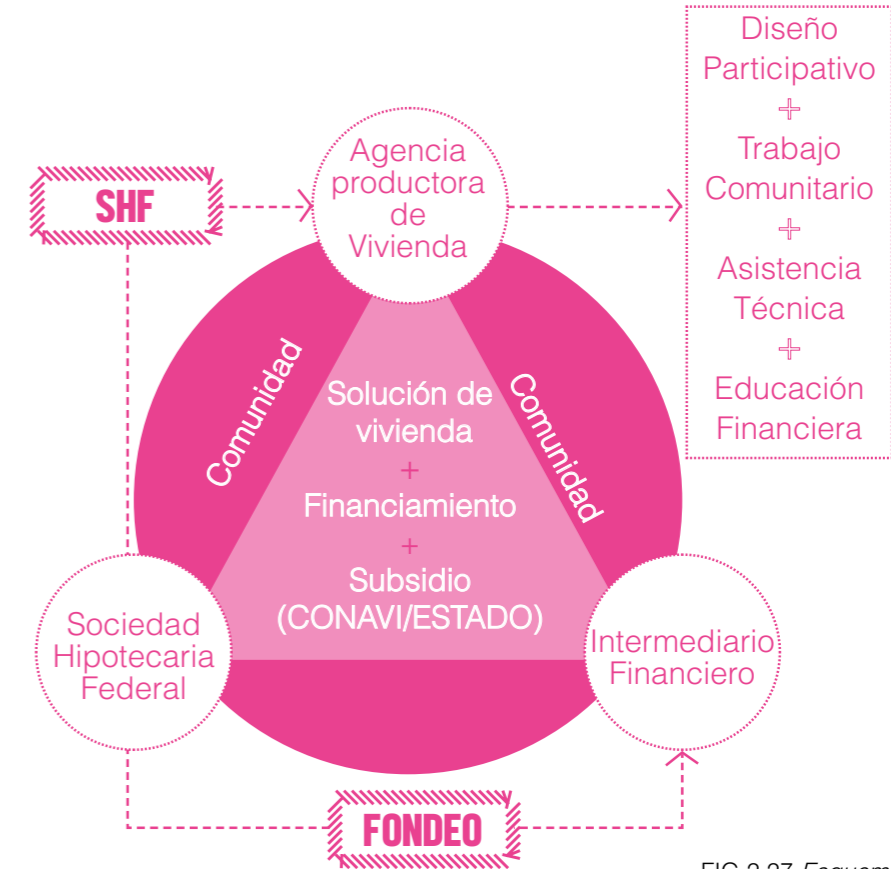 Diseño
Participativo
+
Trabajo
Comunitario
+
Asistencia
Técnica
+
Educación
Financiera
SHF
Agencia
productora
de
Vivienda
Comunidad
Comunidad
Solución de
vivienda
+
Financiamiento
+
Subsidio
(CONAVI/ESTADO)
Sociedad
Hipotecaria
Federal
Intermediario
Financiero
FONDEO